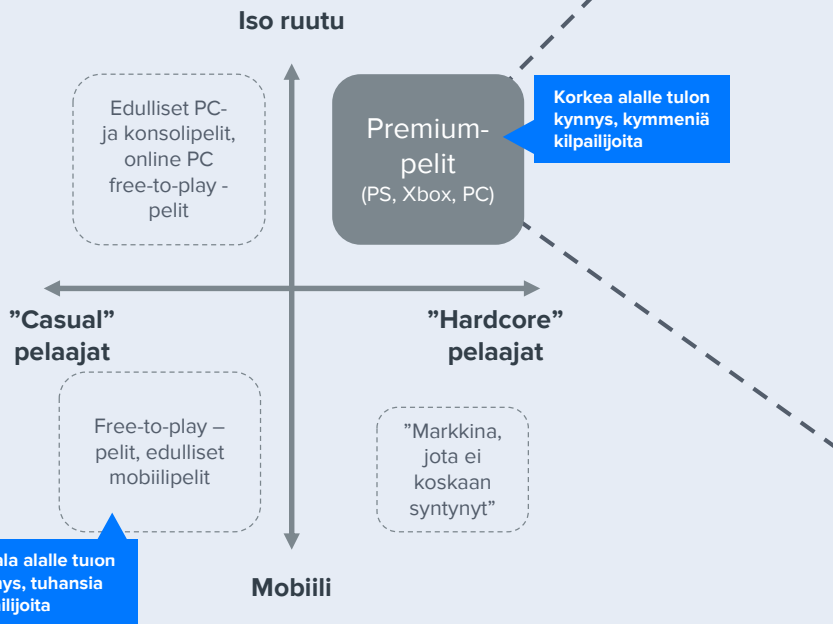 Iso ruutu
Edulliset PC-
ja konsolipelit,
online PC
free-to-play -
pelit
Premium-
pelit
(PS, Xbox, PC)
Korkea alalle tulon
kynnys, kymmeniä
kilpailijoita
”Casual”
pelaajat
”Hardcore”
pelaajat
Free-to-play –
pelit, edulliset
mobiilipelit
”Markkina,
jota ei
koskaan
syntynyt”
alalle tulon
tuhansia
Mobiili